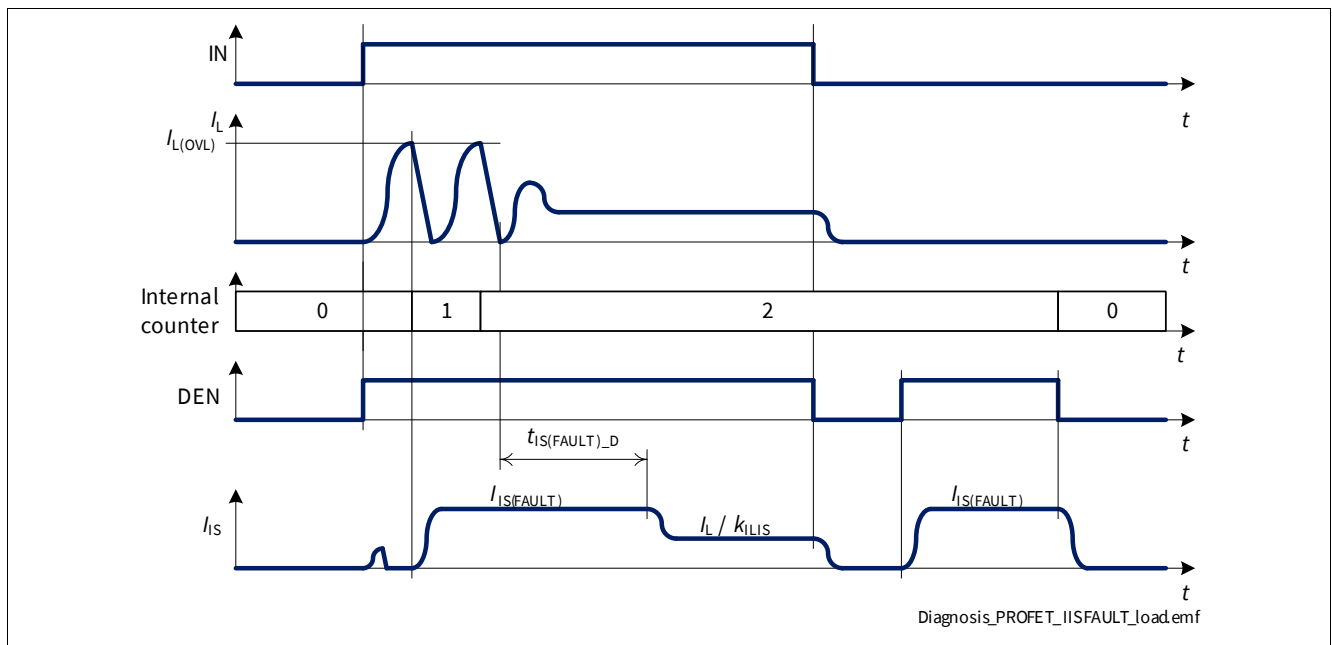 IN
t
I_L
I_L(OVL)
t
Internal
counter
0 1 2 0
t
DEN
t
t_IS(FAULT)_D
I_IS(FAULT) I_IS(FAULT)
I_L / k_ILIS
I_IS
t
Diagnosis_PROFET_IISFAULT_load.emf